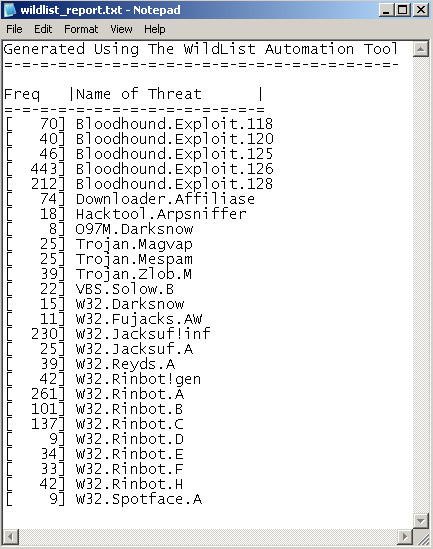 wildlist_report.txt - Notepad
File Edit Format View Help
Generated Using The WildList Automation Tool
-=-=-=-=-=-=-=-=-=-=-=-=-=-=-=-=-=-=-=-=-=-
Freq |Name of Threat |
-=-=-=-=-=-=-=-=-=-=-=-=-=-=-
[ 70] Bloodhound.Exploit.118
[ 40] Bloodhound.Exploit.120
[ 46] Bloodhound.Exploit.125
[ 443] Bloodhound.Exploit.126
[ 212] Bloodhound.Exploit.128
[ 74] Downloader.Affiliase
[ 18] Hacktool.Arpsniffer
[ 8] O97M.Darksnow
[ 25] Trojan.Magvap
[ 25] Trojan.Mespam
[ 39] Trojan.Zlob.M
[ 22] VBS.Solow.B
[ 15] W32.Darksnow
[ 11] W32.Fujacks.AW
[ 230] W32.Jacksuf!inf
[ 25] W32.Jacksuf.A
[ 39] W32.Reyds.A
[ 42] W32.Rinbot!gen
[ 261] W32.Rinbot.A
[ 101] W32.Rinbot.B
[ 137] W32.Rinbot.C
[ 9] W32.Rinbot.D
[ 34] W32.Rinbot.E
[ 33] W32.Rinbot.F
[ 42] W32.Rinbot.H
[ 9] W32.Spotface.A